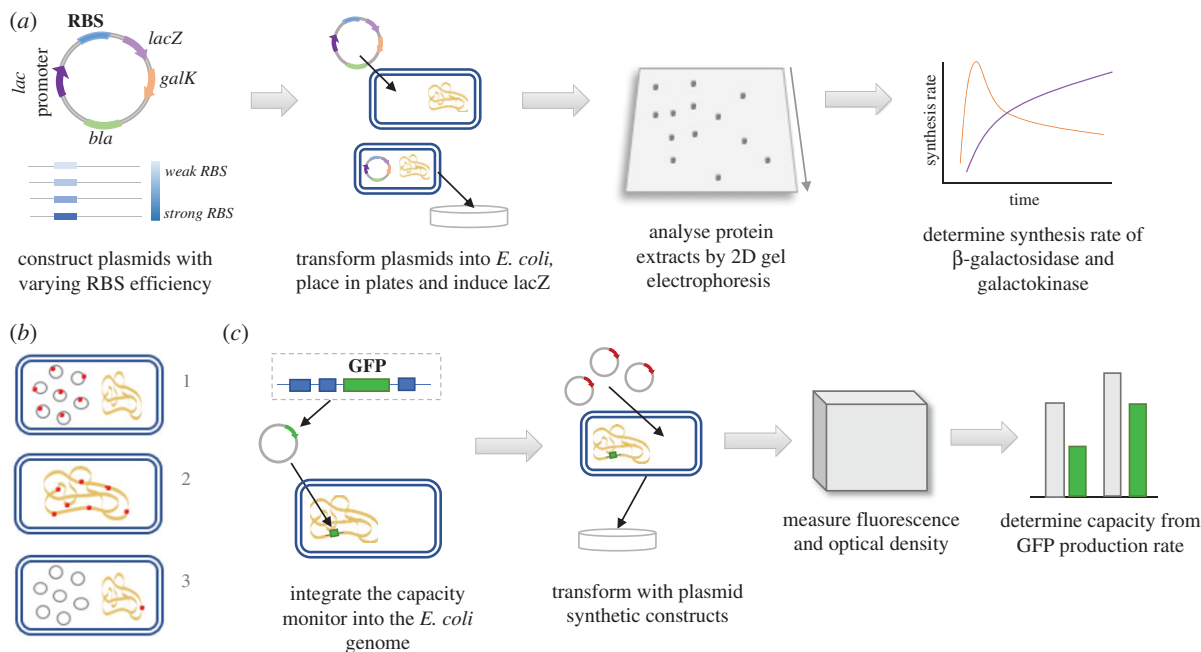 (a)
RBS
lacZ
lac
promoter
galK
bla
weak RBS
strong RBS
construct plasmids with
varying RBS efficiency
transform plasmids into E. coli,
place in plates and induce lacZ
analyse protein
extracts by 2D gel
electrophoresis
synthesis
rate
time
determine synthesis rate of
β-galactosidase and
galactokinase
(b)
1
2
3
(c)
GFP
integrate the capacity
monitor into the E. coli
genome
transform with plasmid
synthetic constructs
measure fluorescence
and optical density
determine capacity from
GFP production rate